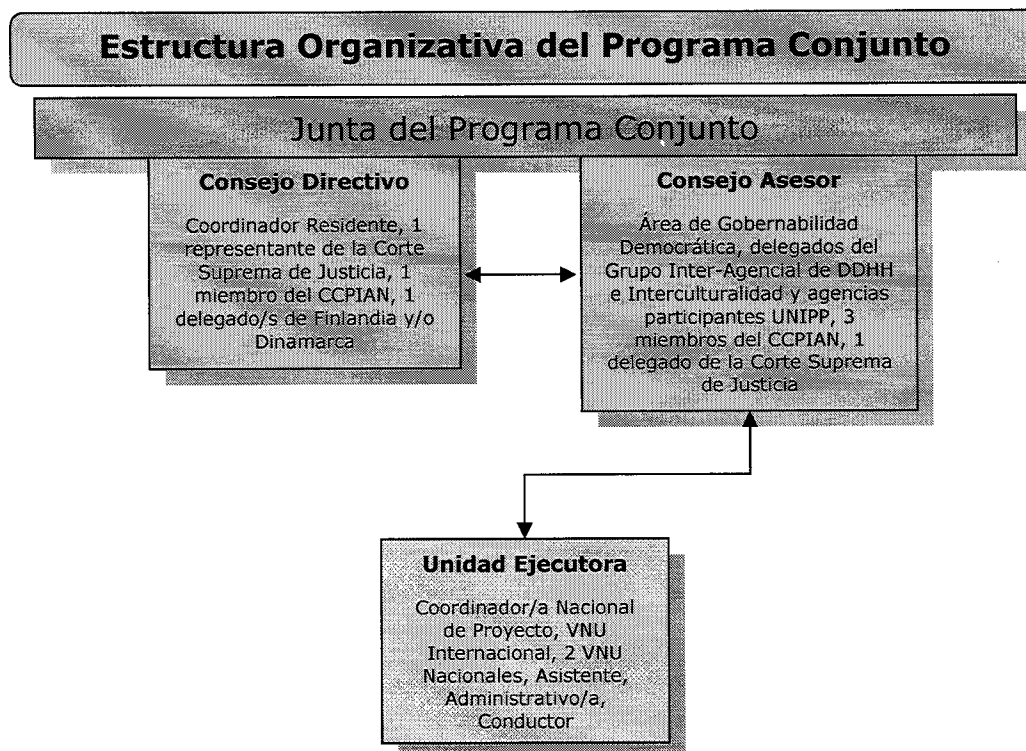 Estructura Organizativa del Programa Conjunto
Junta del Programa Conjunto
Consejo Directivo
Coordinador Residente, 1
representante de la Corte
Suprema de Justicia, 1
miembro del CCPIAN, 1
delegado/s de Finlandia y/o
Dinamarca
Consejo Asesor
Área de Gobernabilidad
Democrática, delegados del
Grupo Inter-Agencial de DDHH
e Interculturalidad y agencias
participantes UNIPP, 3
miembros del CCPIAN, 1
delegado de la Corte Suprema
de Justicia
Unidad Ejecutora
Coordinador/a Nacional
de Proyecto, VNU
Internacional, 2 VNU
Nacionales, Asistente,
Administrativo/a,
Conductor